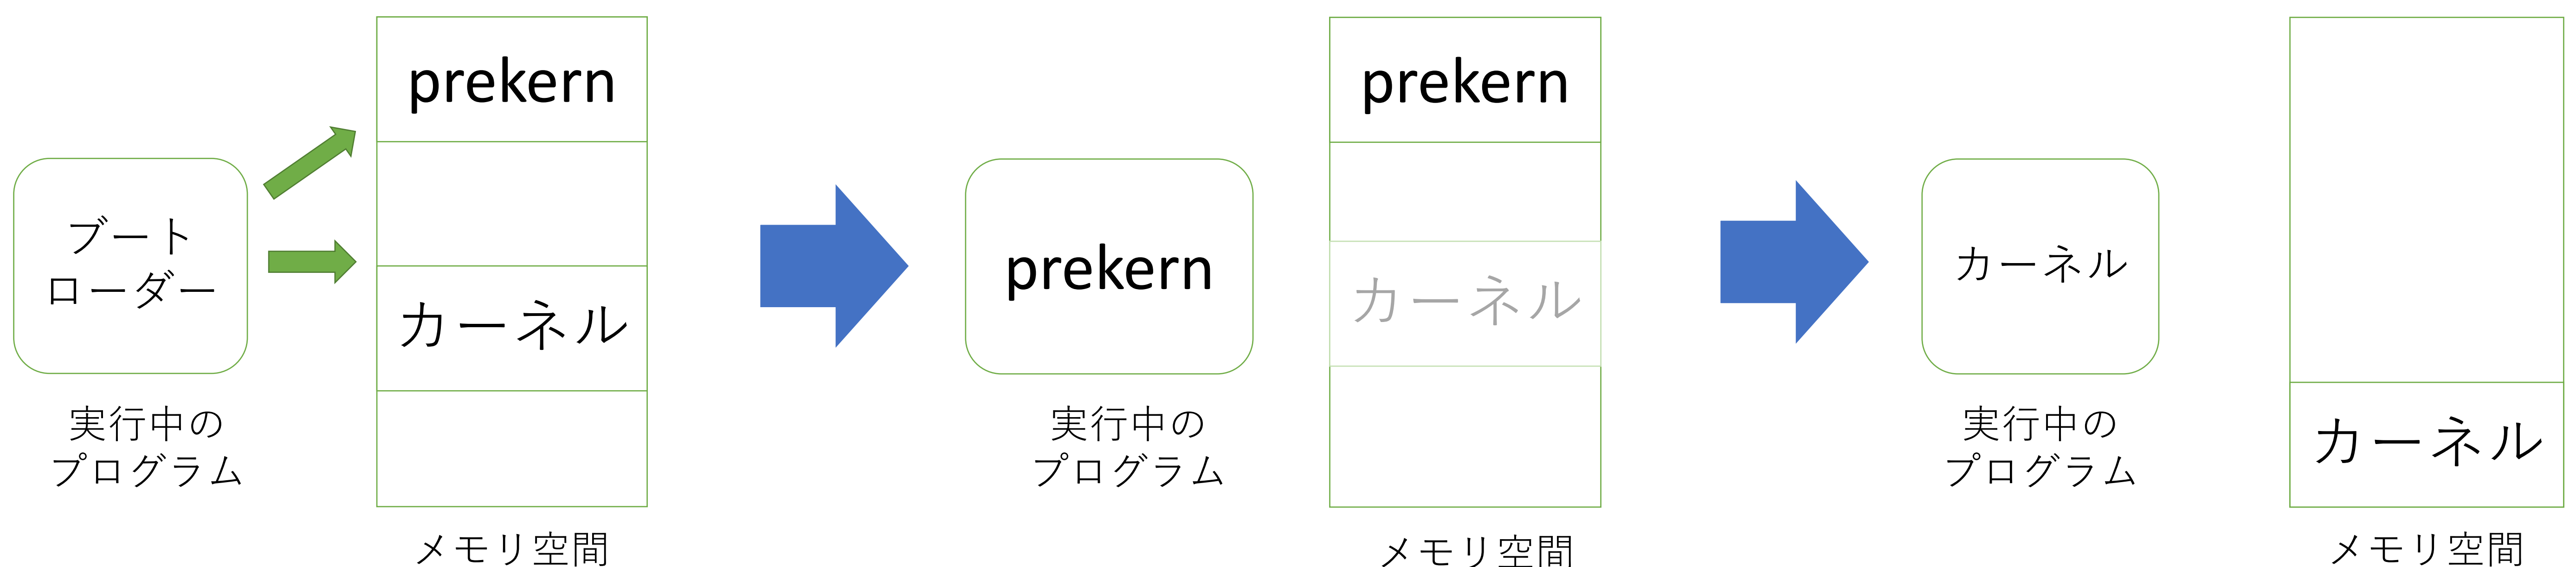 ブート
ローダー
実行中の
プログラム
prekern
カーネル
メモリ空間
prekern
実行中の
プログラム
prekern
カーネル
メモリ空間
カーネル
実行中の
プログラム
カーネル
メモリ空間